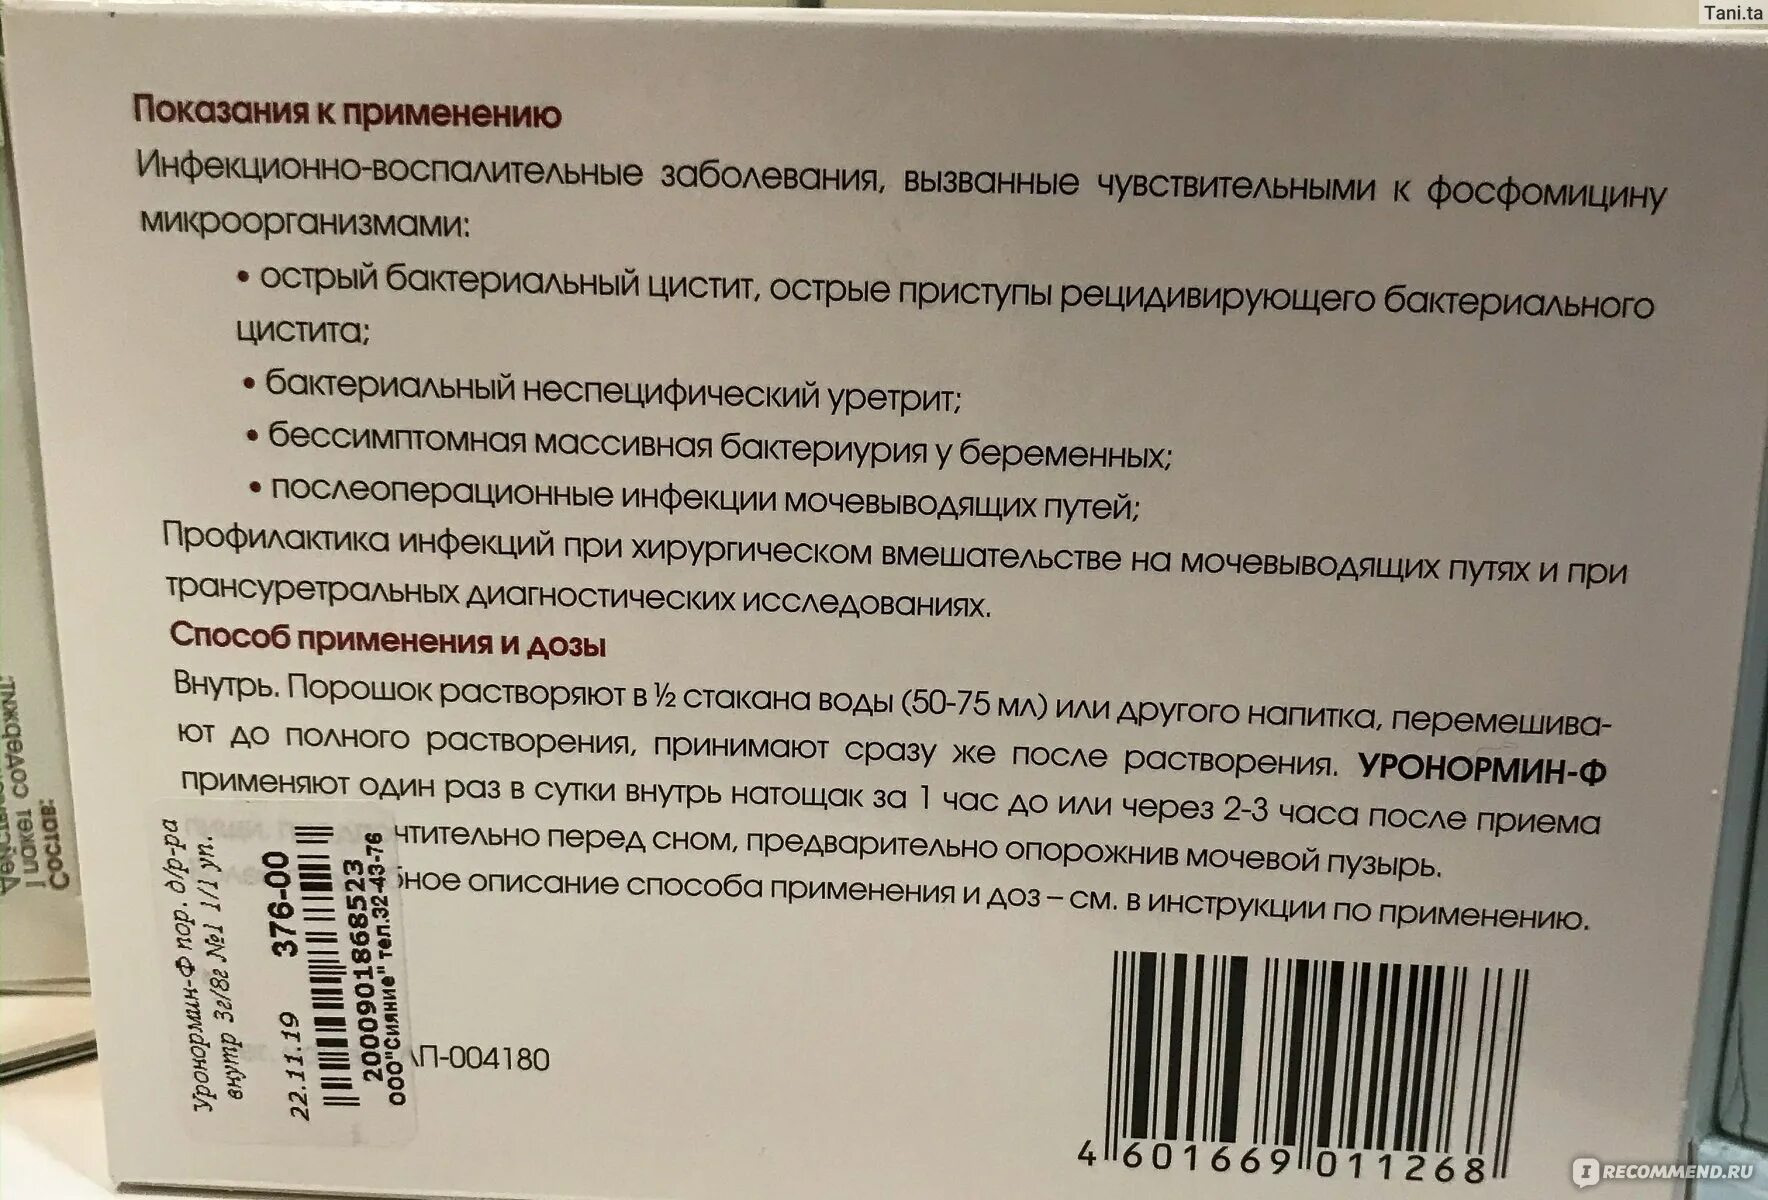 Tani.ta
Показания к применению
Инфекционно-воспалительные заболевания, вызванные чувствительными к фосфомицину
микроорганизмами:
• острый бактериальный цистит, острые приступы рецидивирующего бактериального
цистита;
• бактериальный неспецифический уретрит;
• бессимптомная массивная бактериурия у беременных;
• послеоперационные инфекции мочевыводящих путей;
Профилактика инфекций при хирургическом вмешательстве на мочевыводящих путях и при
трансуретральных диагностических исследованиях.
Способ применения и дозы
Внутрь. Порошок растворяют в ½ стакана воды (50-75 мл) или другого напитка, перемешива-
ют до полного растворения, принимают сразу же после растворения. УРОНОРМИН-Ф
применяют один раз в сутки внутрь натощак за 1 час до или через 2-3 часа после приема
чтительно перед сном, предварительно опорожнив мочевой пузырь.
бное описание способа применения и доз – см. в инструкции по применению.
ЛП-004180
Уронормин-Ф пор. д/р-ра
внутр 3г/8г №1 1/1 уп.
22.11.19 376-00
2000901868523
ООО"Сияние" тел.32-43-76
4 601669 011268
1 пакет содержит:
Состав:
IRECOMMEND.RU